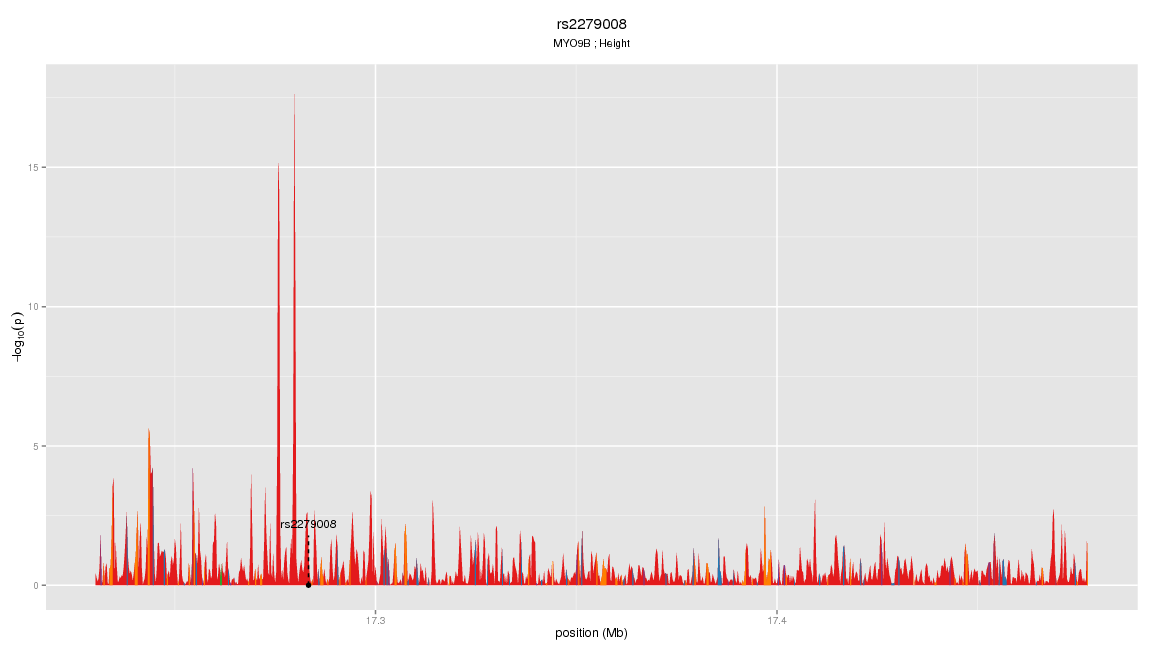 rs2279008
MYO9B ; Height
15
10
5
0
−log10(p)
rs2279008
17.3
17.4
position (Mb)